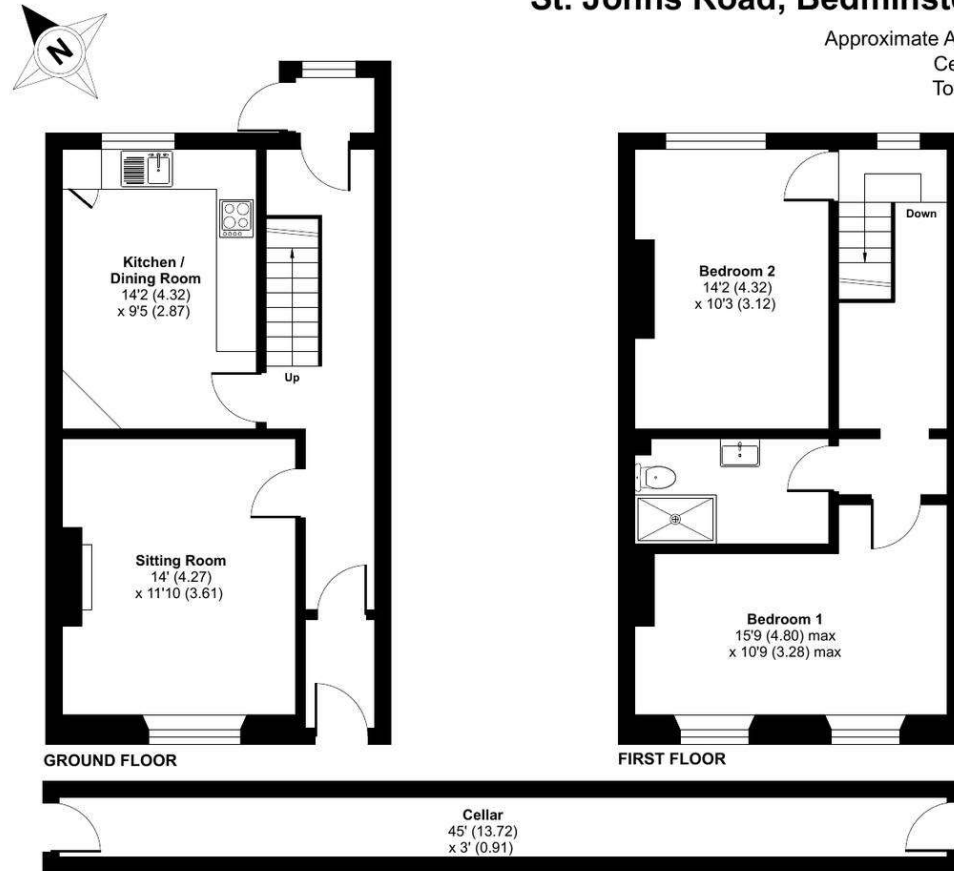 St. Johns Road,
Approximate
N
Kitchen /
Dining Room
14'2 (4.32)
x 9'5 (2.87)
Up
Sitting Room
14' (4.27)
x 11'10 (3.61)
GROUND FLOOR
Down
Bedroom 2
14'2 (4.32)
x 10'3 (3.12)
Bedroom 1
15'9 (4.80) max
x 10'9 (3.28) max
FIRST FLOOR
Cellar
45' (13.72)
x 3' (0.91)